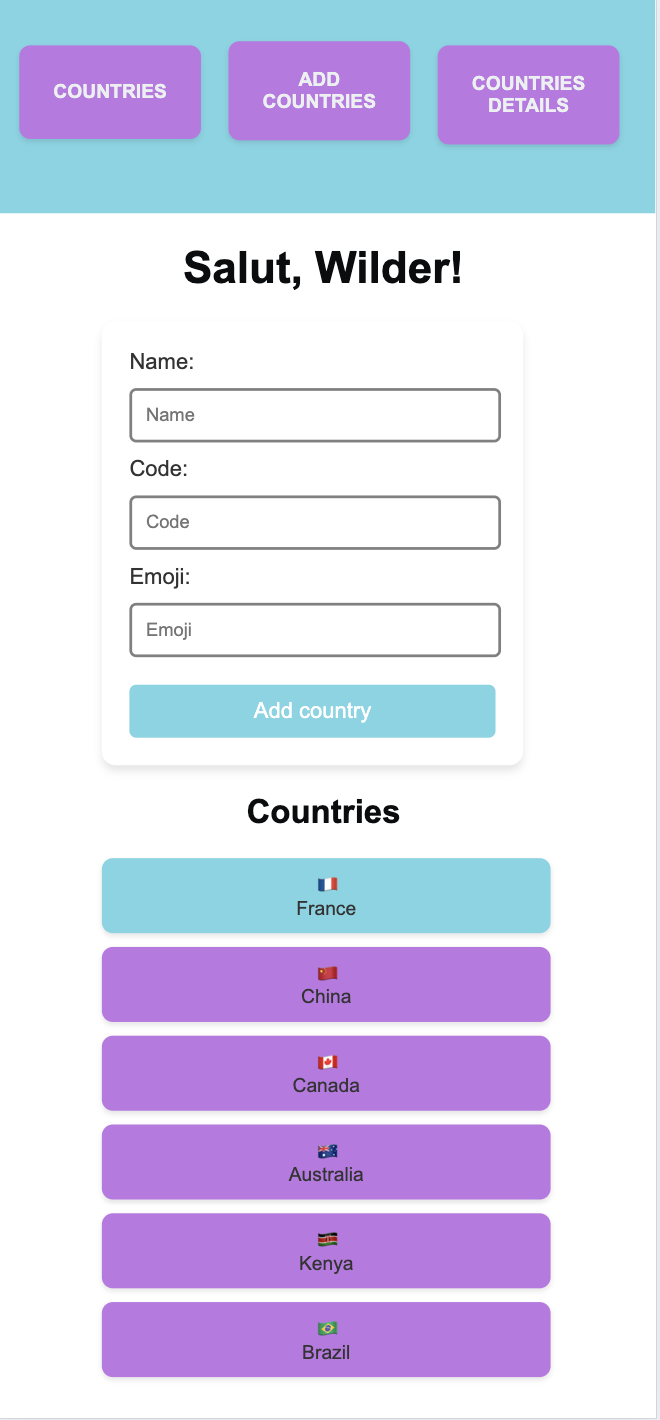 COUNTRIES
ADD
COUNTRIES
COUNTRIES
DETAILS
Salut, Wilder!
Name:
Name
Code:
Code
Emoji:
Emoji
Add country
Countries
🇫🇷
France
🇨🇳
China
🇨🇦
Canada
🇦🇺
Australia
🇰🇪
Kenya
🇧🇷
Brazil